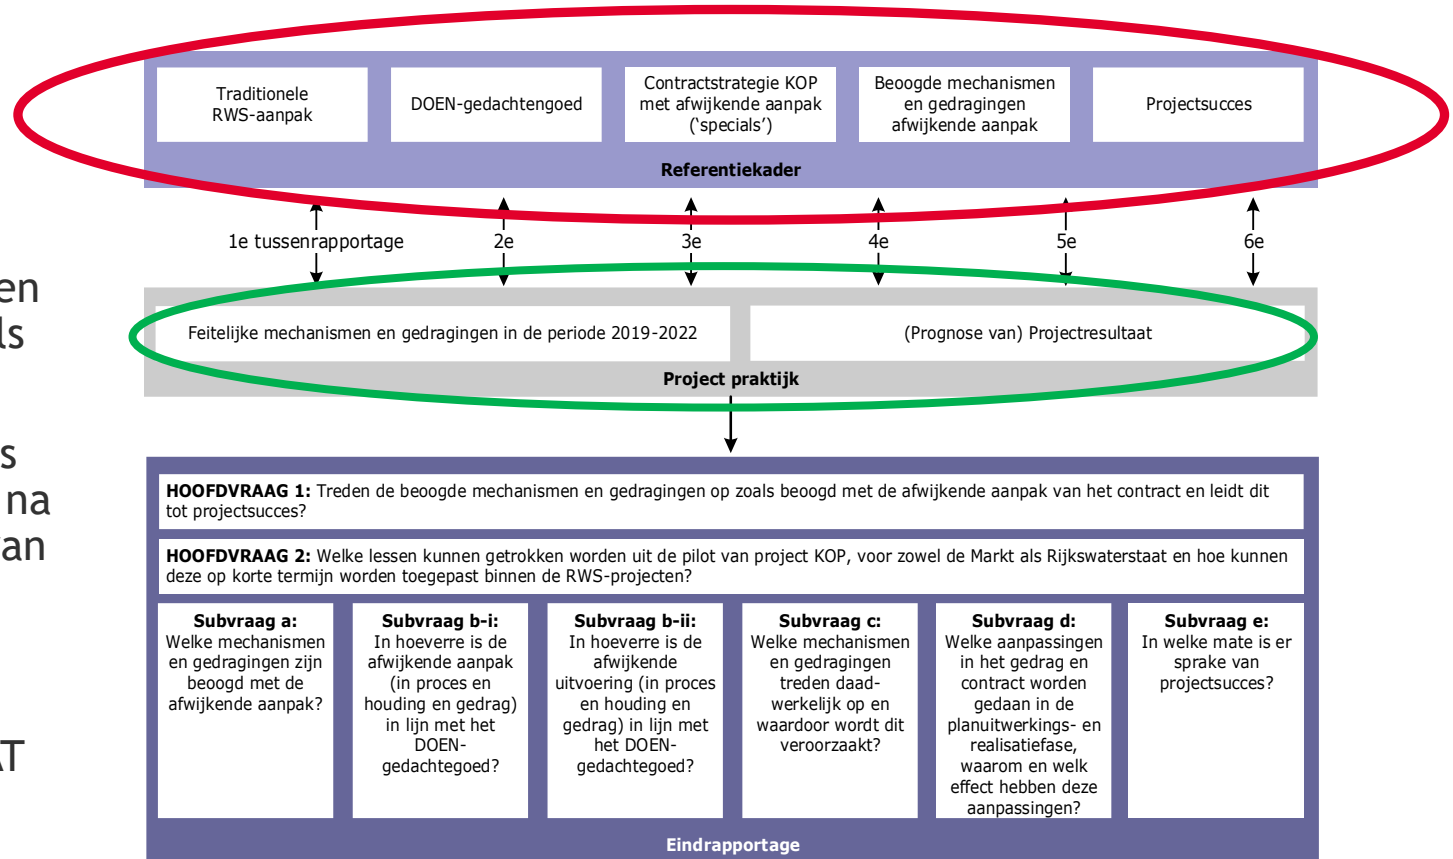 Traditionele
RWS-aanpak
DOEN-gedachtengoed
Contractstrategie KOP
met afwijkende aanpak
(‘specials’)
Beoogde mechanismen
en gedragingen
afwijkende aanpak
Projectsucces
Referentiekader
1e tussenrapportage
2e
3e
4e
5e
6e
en
ls
s
na
van
AT
Feitelijke mechanismen en gedragingen in de periode 2019-2022
(Prognose van) Projectresultaat
Project praktijk
HOOFDVRAAG 1: Treden de beoogde mechanismen en gedragingen op zoals beoogd met de afwijkende aanpak van het contract en leidt dit
tot projectsucces?
HOOFDVRAAG 2: Welke lessen kunnen getrokken worden uit de pilot van project KOP, voor zowel de Markt als Rijkswaterstaat en hoe kunnen
deze op korte termijn worden toegepast binnen de RWS-projecten?
Subvraag a:
Welke mechanismen
en gedragingen zijn
beoogd met de
afwijkende aanpak?
Subvraag b-i:
In hoeverre is de
afwijkende aanpak
(in proces en
houding en gedrag)
in lijn met het
DOEN-
gedachtegoed?
Subvraag b-ii:
In hoeverre is de
afwijkende
uitvoering (in proces
en houding en
gedrag) in lijn met
het DOEN-
gedachtegoed?
Subvraag c:
Welke mechanismen
en gedragingen
treden daad-
werkelijk op en
waardoor wordt dit
veroorzaakt?
Subvraag d:
Welke aanpassingen
in het gedrag en
contract worden
gedaan in de
planuitwerkings- en
realisatiefase,
waarom en welk
effect hebben deze
aanpassingen?
Subvraag e:
In welke mate is er
sprake van
projectsucces?
Eindrapportage